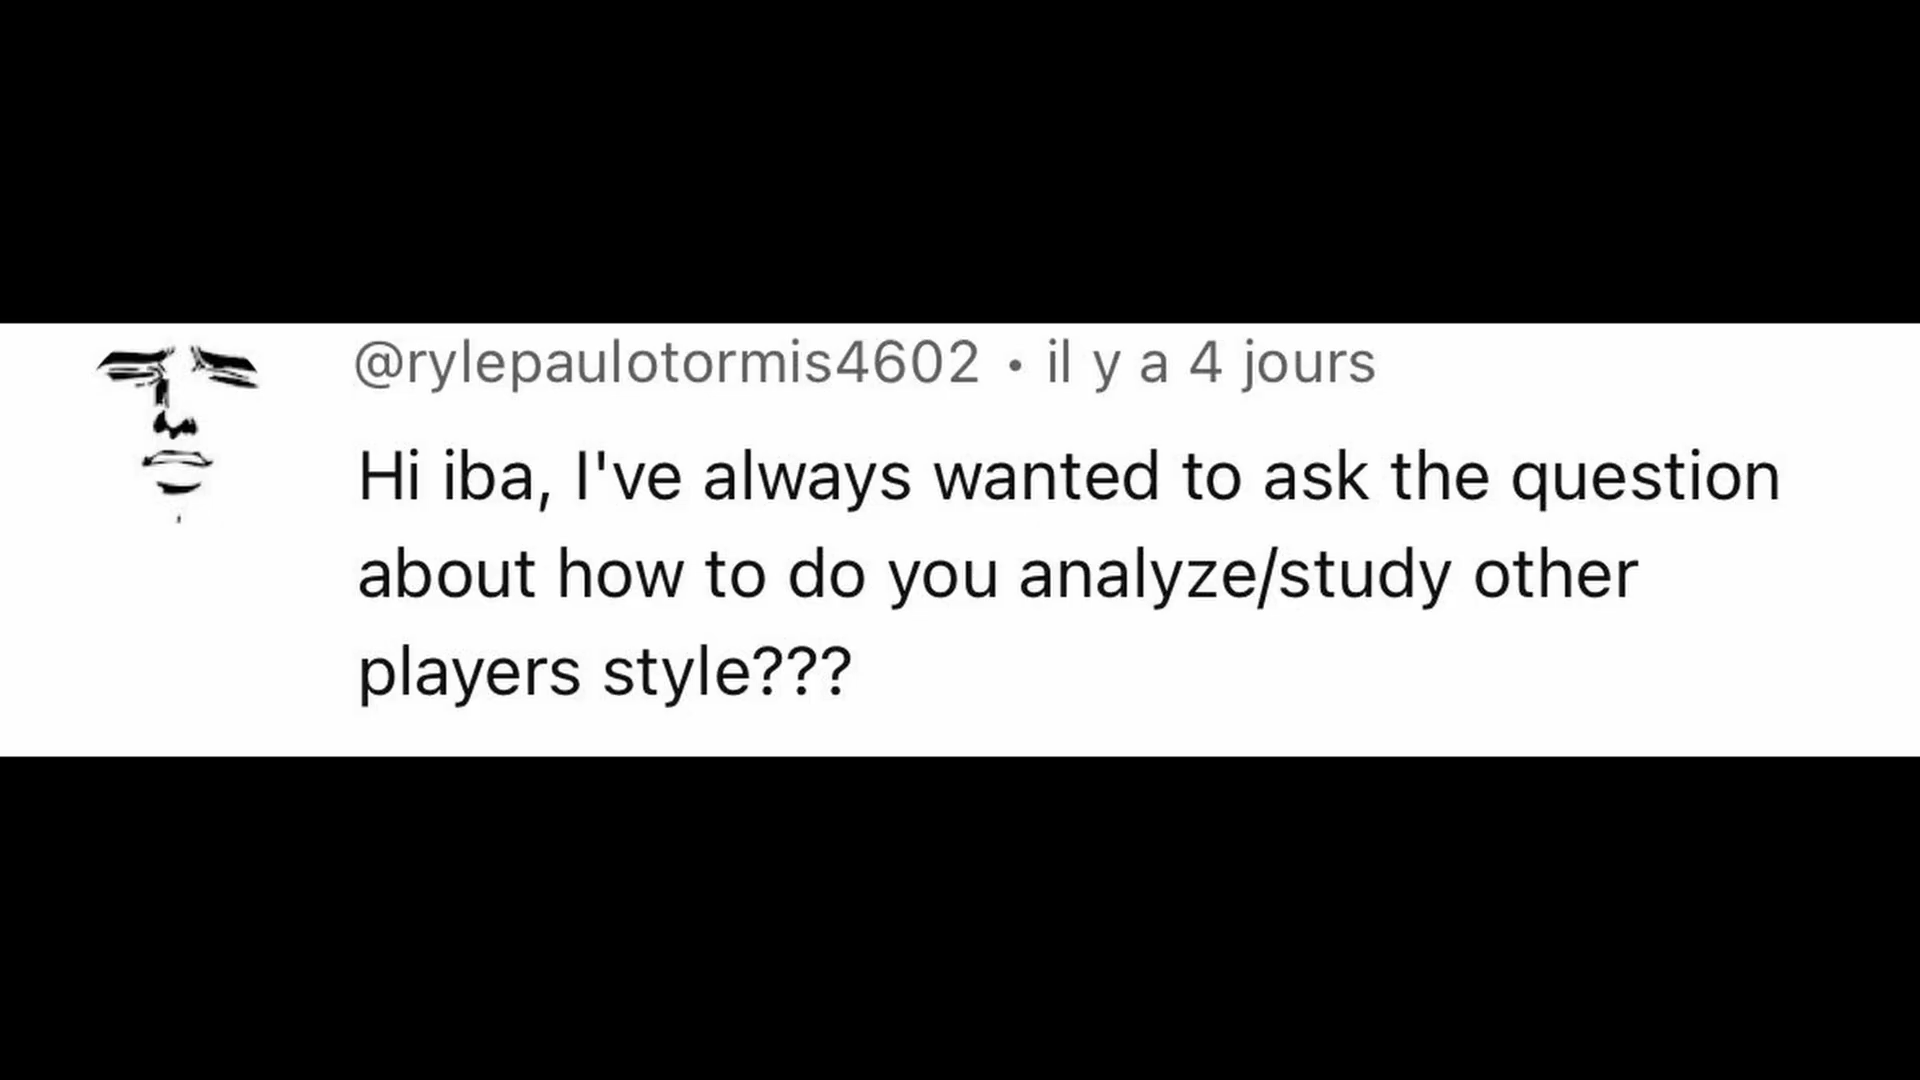 @rylepaulotormis4602 • il y a 4 jours
Hi iba, I've always wanted to ask the question
about how to do you analyze/study other
players style???